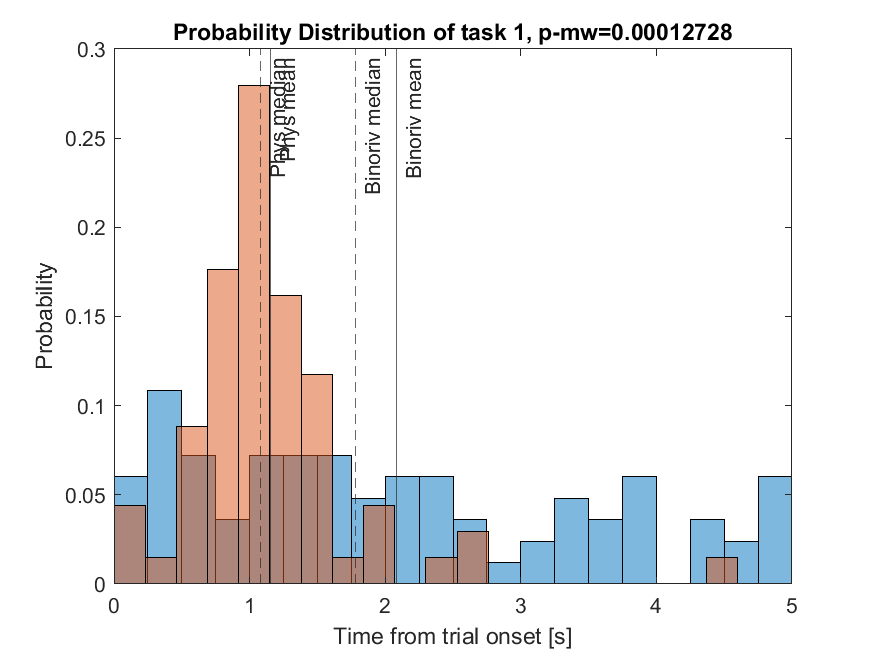 Probability Distribution of task 1, p-mw=0.00012728
0.3
0.25
0.2
0.15
0.1
0.05
0
Probability
Phys median
Phys mean
Binoriv median
Binoriv mean
0
1
2
3
4
5
Time from trial onset [s]